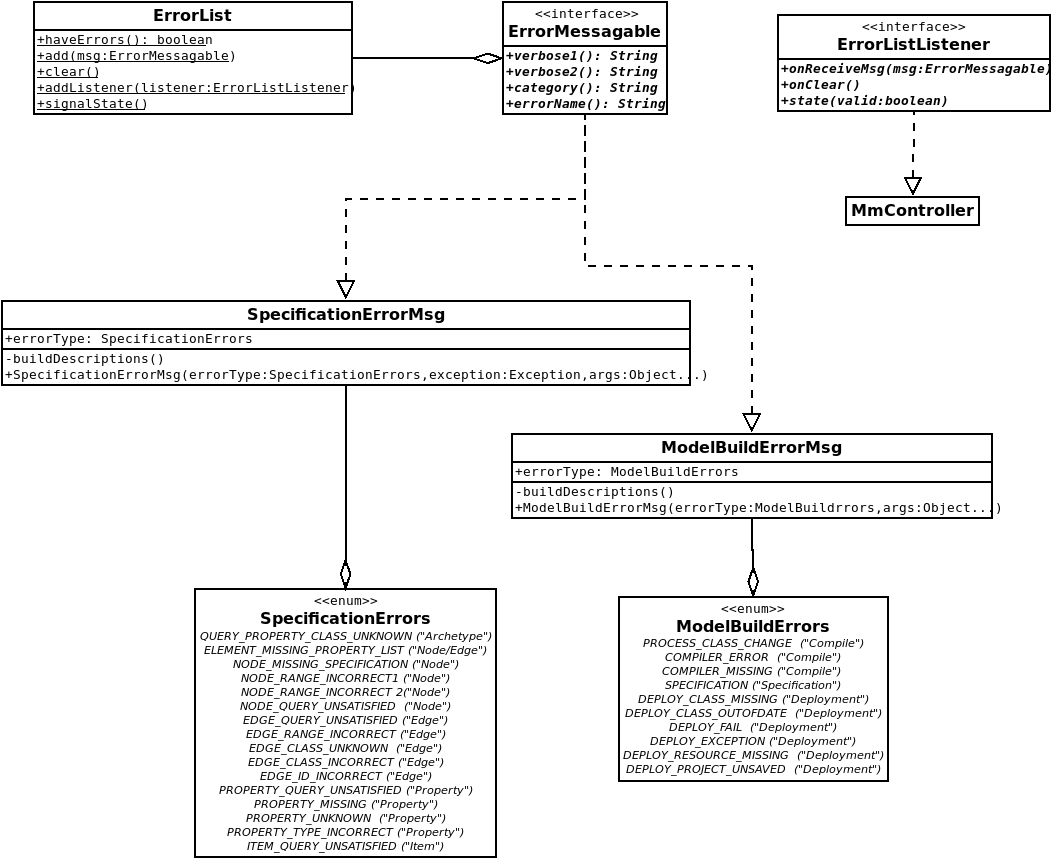 ErrorList
+haveErrors(): boolean
+add(msg:ErrorMessagable)
+clear()
+addListener(listener:ErrorListListener)
+signalState()
<<interface>>
ErrorMessagable
+verbose1(): String
+verbose2(): String
+category(): String
+errorName(): String
<<interface>>
ErrorListListener
+onReceiveMsg(msg:ErrorMessagable)
+onClear()
+state(valid:boolean)
MmController
SpecificationErrorMsg
+errorType: SpecificationErrors
-buildDescriptions()
+SpecificationErrorMsg(errorType:SpecificationErrors,exception:Exception,args:Object...)
ModelBuildErrorMsg
+errorType: ModelBuildErrors
-buildDescriptions()
+ModelBuildErrorMsg(errorType:ModelBuildrrors,args:Object...)
<<enum>>
SpecificationErrors
QUERY_PROPERTY_CLASS_UNKNOWN ("Archetype")
ELEMENT_MISSING_PROPERTY_LIST ("Node/Edge")
NODE_MISSING_SPECIFICATION ("Node")
NODE_RANGE_INCORRECT1 ("Node")
NODE_RANGE_INCORRECT 2("Node")
NODE_QUERY_UNSATISFIED  ("Node")
EDGE_QUERY_UNSATISFIED ("Edge")
EDGE_RANGE_INCORRECT ("Edge")
EDGE_CLASS_UNKNOWN  ("Edge")
EDGE_CLASS_INCORRECT ("Edge")
EDGE_ID_INCORRECT ("Edge")
PROPERTY_QUERY_UNSATISFIED ("Property")
PROPERTY_MISSING ("Property")
PROPERTY_UNKNOWN  ("Property")
PROPERTY_TYPE_INCORRECT ("Property")
ITEM_QUERY_UNSATISFIED ("Item")
<<enum>>
ModelBuildErrors
PROCESS_CLASS_CHANGE  ("Compile")
COMPILER_ERROR  ("Compile")
COMPILER_MISSING ("Compile")
SPECIFICATION ("Specification")
DEPLOY_CLASS_MISSING ("Deployment")
DEPLOY_CLASS_OUTOFDATE  ("Deployment")
DEPLOY_FAIL  ("Deployment")
DEPLOY_EXCEPTION ("Deployment")
DEPLOY_RESOURCE_MISSING  ("Deployment")
DEPLOY_PROJECT_UNSAVED  ("Deployment")